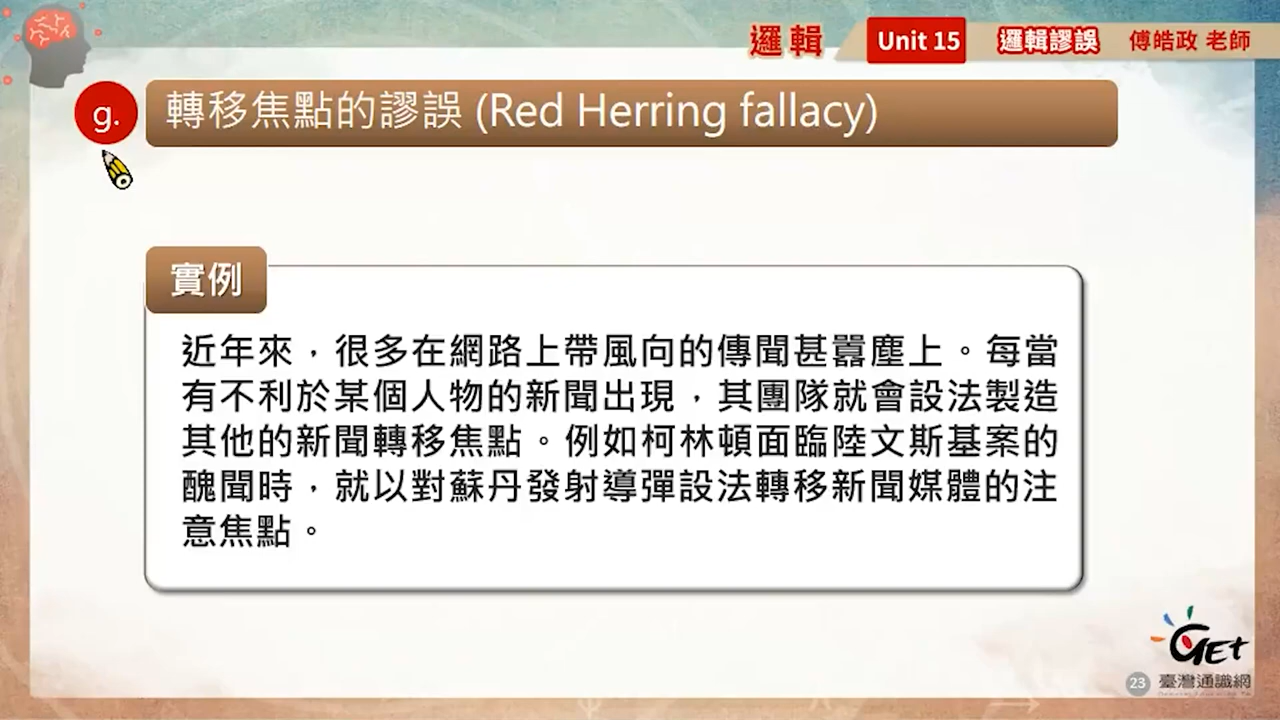 邏輯 Unit 15 邏輯謬誤 傅皓政 老師
g. 轉移焦點的謬誤 (Red Herring fallacy)
實例
近年來，很多在網路上帶風向的傳聞甚囂塵上。每當
有不利於某個人物的新聞出現，其團隊就會設法製造
其他的新聞轉移焦點。例如柯林頓面臨陸文斯基案的
醜聞時，就以對蘇丹發射導彈設法轉移新聞媒體的注
意焦點。
GET
23 臺灣通識網